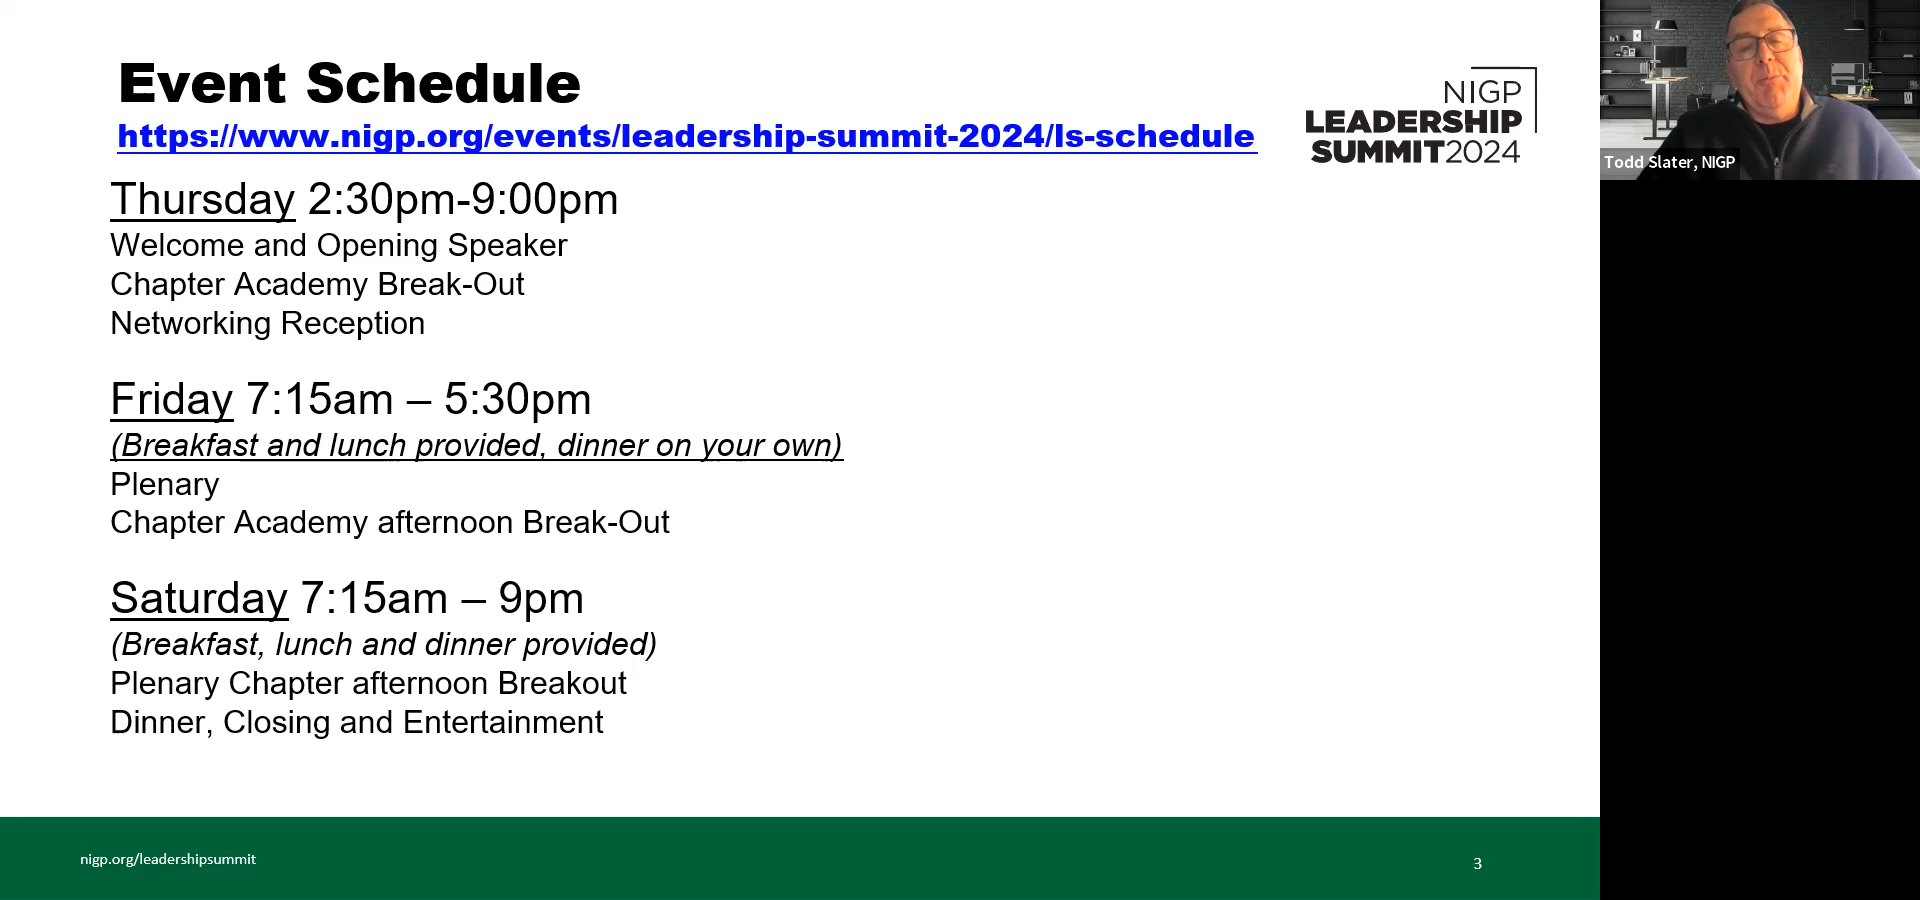 Event Schedule
https://www.nigp.org/events/leadership-summit-2024/ls-schedule
NIGP
LEADERSHIP
SUMMIT2024
Todd Slater, NIGP
Thursday 2:30pm-9:00pm
Welcome and Opening Speaker
Chapter Academy Break-Out
Networking Reception
Friday 7:15am – 5:30pm
(Breakfast and lunch provided, dinner on your own)
Plenary
Chapter Academy afternoon Break-Out
Saturday 7:15am – 9pm
(Breakfast, lunch and dinner provided)
Plenary Chapter afternoon Breakout
Dinner, Closing and Entertainment
nigp.org/leadershipsummit
3